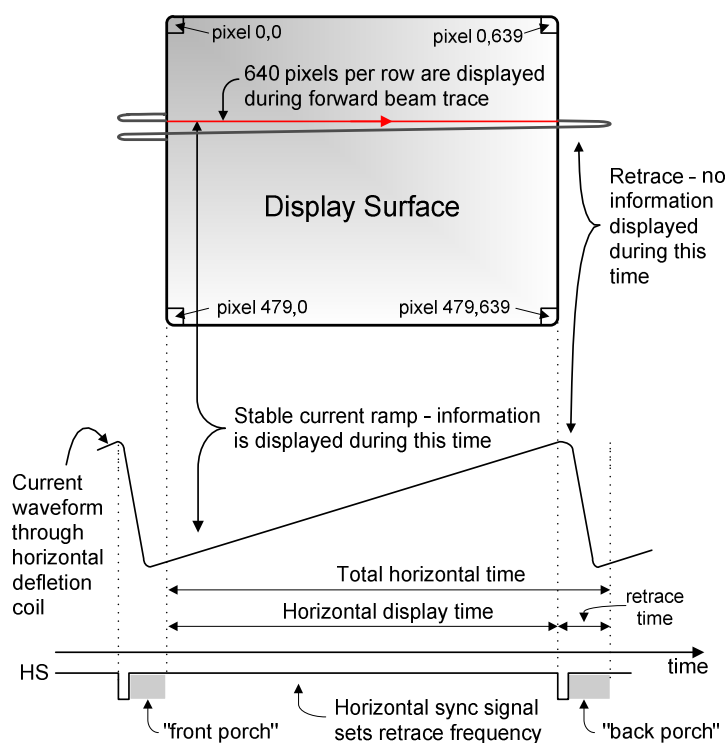 pixel 0,0
pixel 0,639
640 pixels per row are displayed
during forward beam trace
Retrace - no
information
displayed
during this
time
Display Surface
pixel 479,0
pixel 479,639
Stable current ramp - information
is displayed during this time
Current
waveform
through
horizontal
defletion
coil
Total horizontal time
Horizontal display time
retrace
time
time
HS
"front porch"
Horizontal sync signal
sets retrace frequency
"back porch"